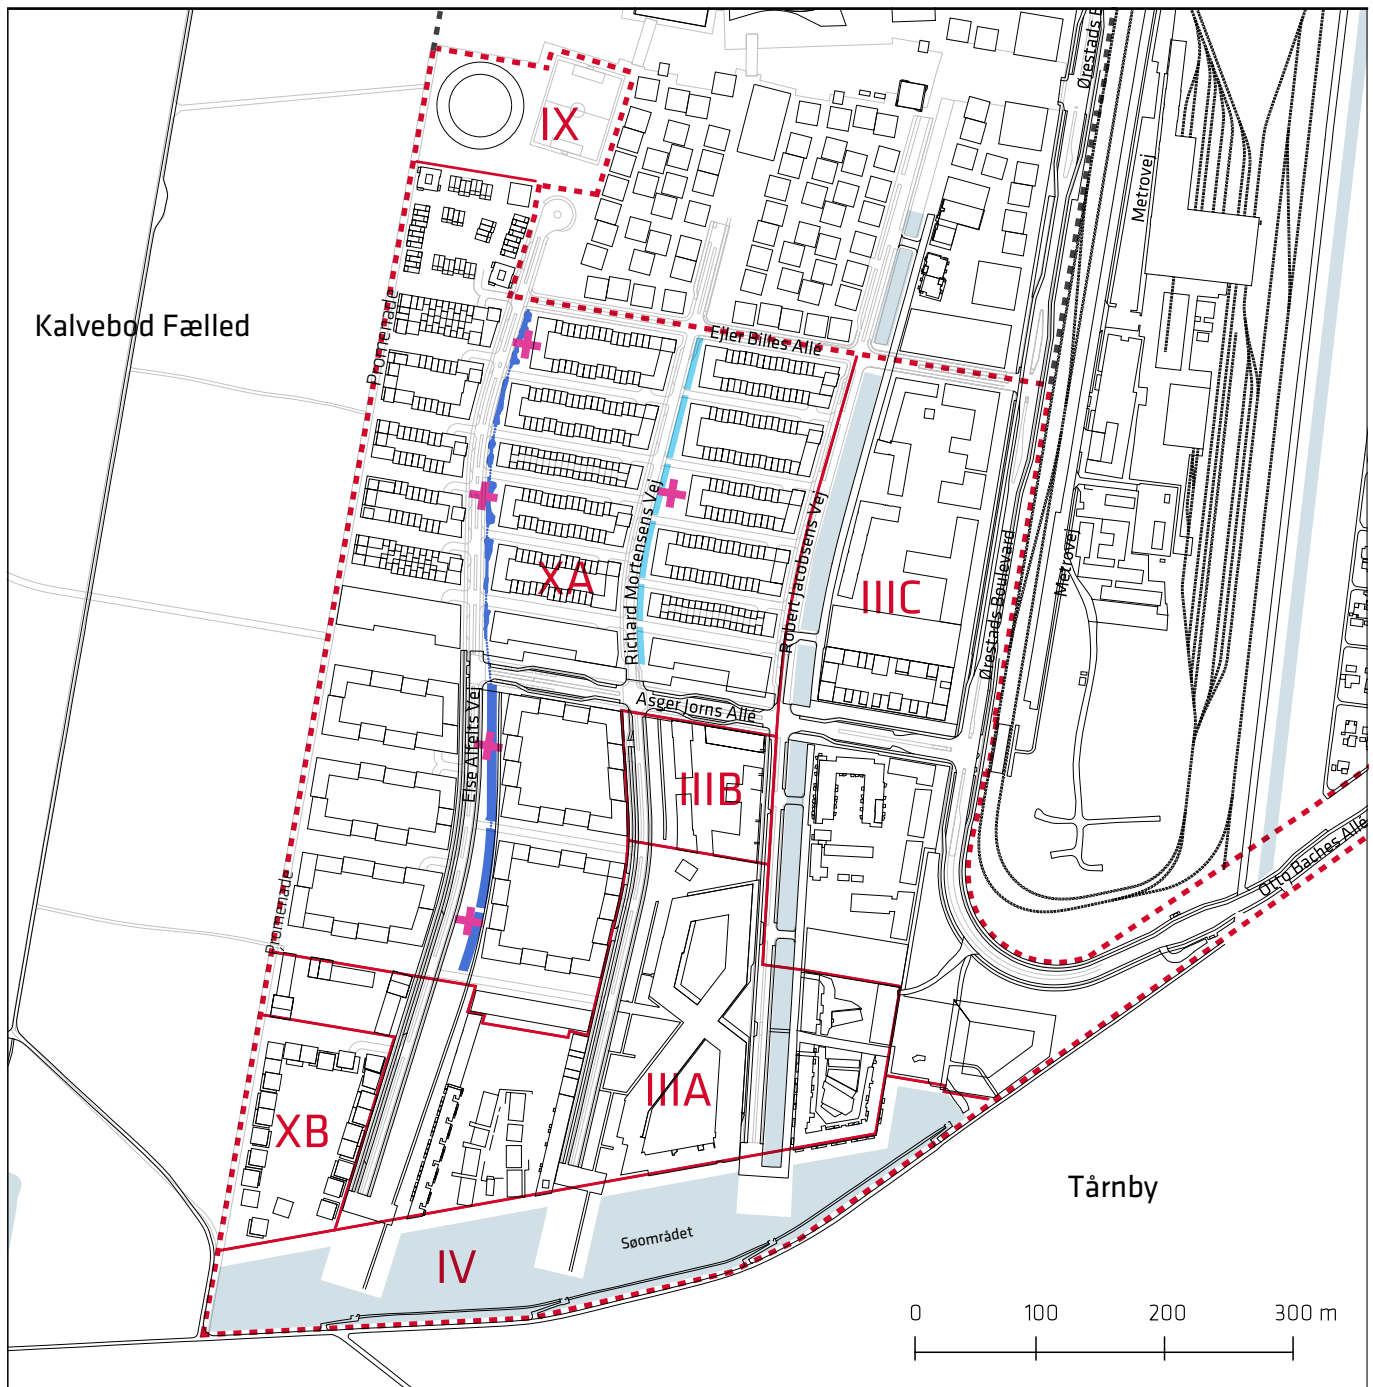 Ørestads B
IX
Metrovej
Kalvebod Fælled
Promenade
Ejler Billes Allé
XA
Richard Mortensens Vej
Robert Jacobsens Vej
IIIC
Ørestads Boulevard
Metrovej
Else Alfelts Vej
Asger Jorns Allé
IIIB
Otto Baches Allé
Promenade
IIIA
XB
Tårnby
Søområdet
IV
0 100 200 300 m